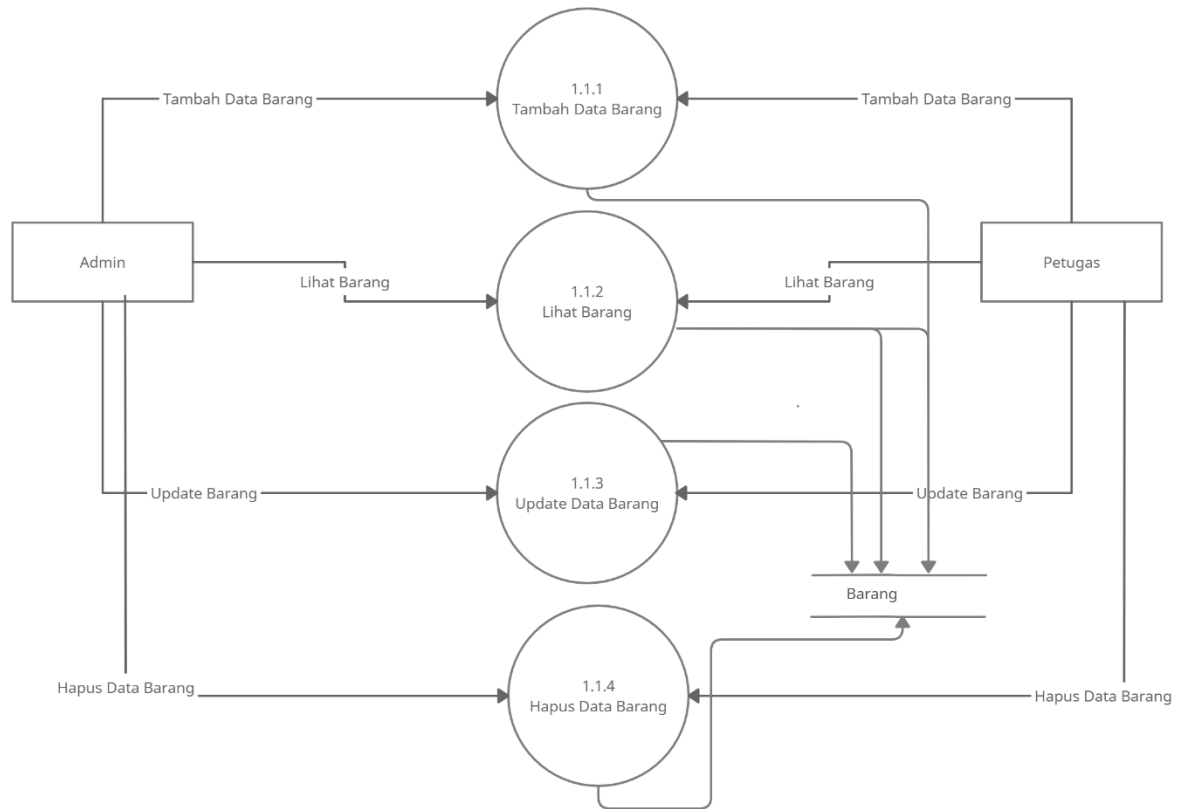 1.1.1
Tambah Data Barang
Tambah Data Barang
Tambah Data Barang
Admin
Petugas
Lihat Barang
Lihat Barang
1.1.2
Lihat Barang
1.1.3
Update Data Barang
Update Barang
Update Barang
Barang
1.1.4
Hapus Data Barang
Hapus Data Barang
Hapus Data Barang